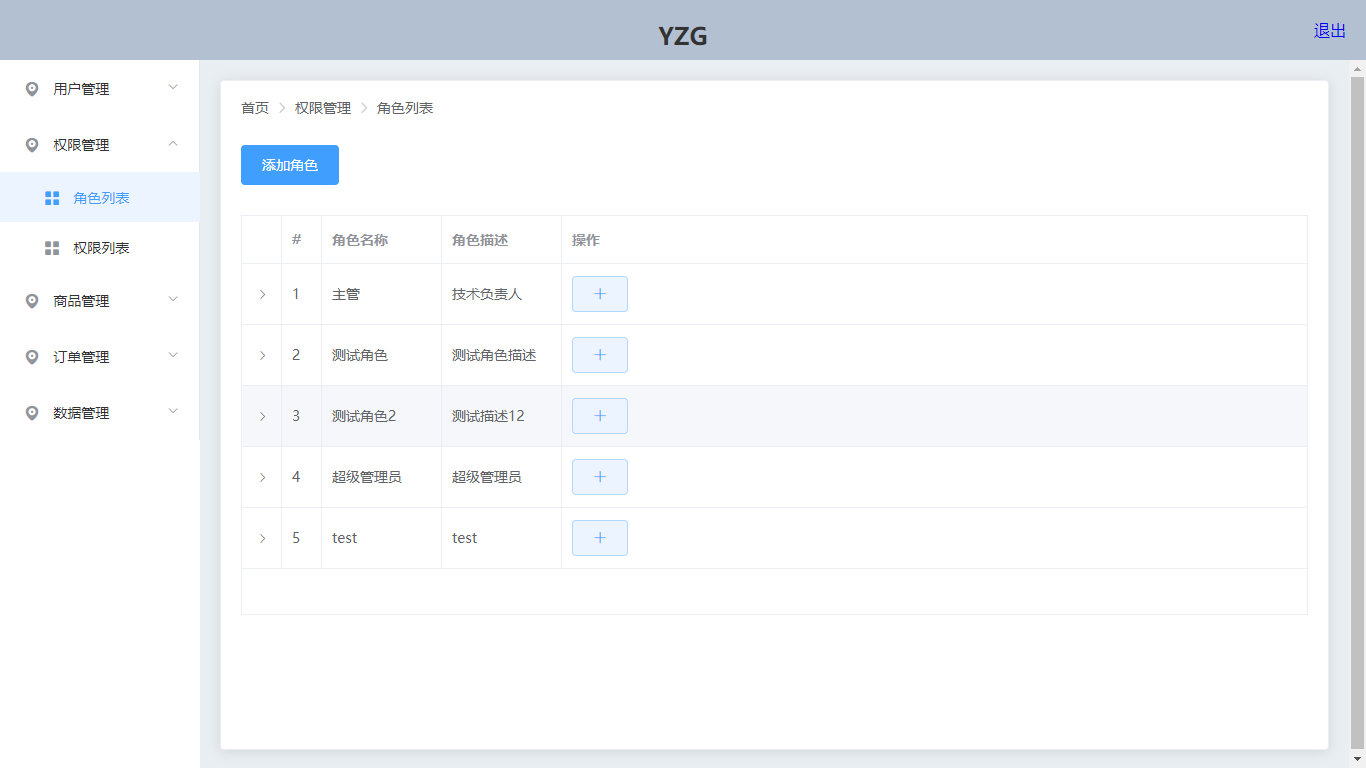 YZG
退出
用户管理
权限管理
角色列表
权限列表
商品管理
订单管理
数据管理
首页 权限管理 角色列表
添加角色
# 角色名称 角色描述 操作
1 主管 技术负责人
2 测试角色 测试角色描述
3 测试角色2 测试描述12
4 超级管理员 超级管理员
5 test test